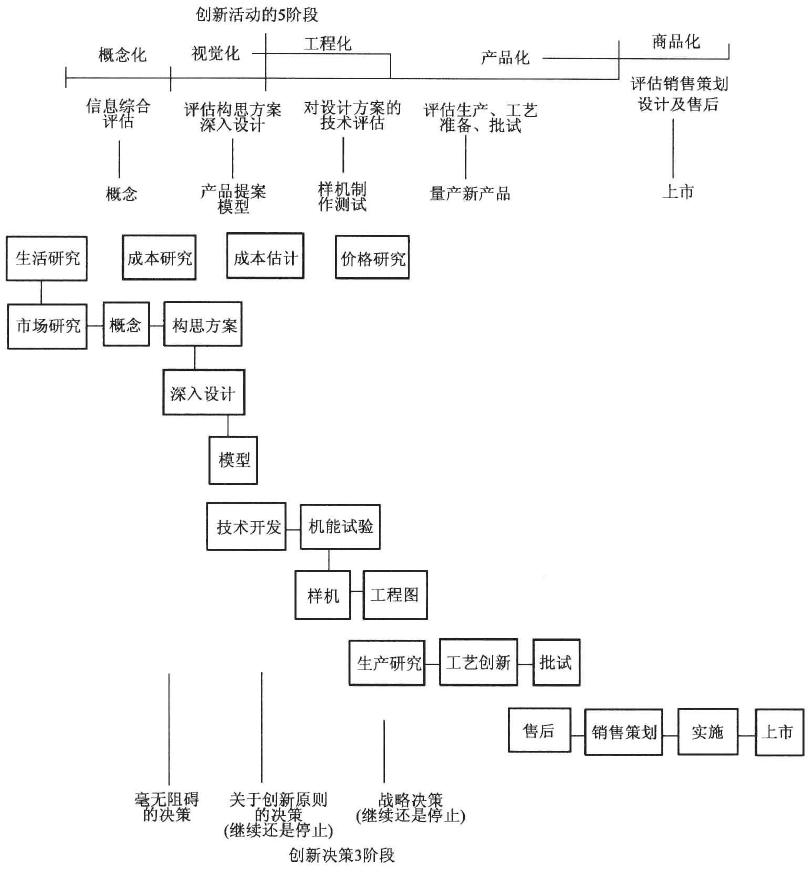 创新活动的5阶段
概念化
视觉化
工程化
产品化
商品化
信息综合
评估
评估构思方案
深入设计
对设计方案的
技术评估
评估生产、工艺
准备、批试
评估销售策划
设计及售后
概念
产品提案
模型
样机制
作测试
量产新产品
上市
生活研究
成本研究
成本估计
价格研究
市场研究
概念
构思方案
深入设计
模型
技术开发
机能试验
样机
工程图
生产研究
工艺创新
批试
售后
销售策划
实施
上市
毫无阻碍
的决策
关于创新原则
的决策
(继续还是停止)
战略决策
(继续还是停止)
创新决策3阶段